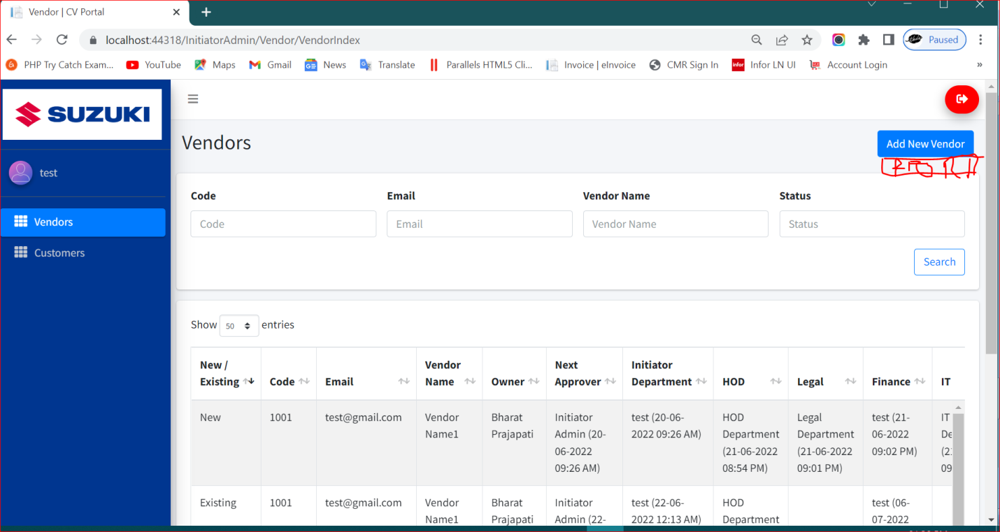 Vendor | CV Portal
localhost:44318/InitiatorAdmin/Vendor/VendorIndex
Paused
PHP Try Catch Exam... YouTube Maps Gmail News Translate Parallels HTML5 Cli... Invoice | eInvoice CMR Sign In Infor LN UI Account Login »
SUZUKI
test
Vendors
Customers
Vendors
Add New Vendor
Code Email Vendor Name Status
Code Email Vendor Name Status
Search
Show 50 entries
New / Vendor Next Initiator
Existing Code Email Name Owner Approver Department HOD Legal Finance IT
New 1001 test@gmail.com Vendor Bharat Initiator test (20-06- HOD Legal test (21- IT
Name1 Prajapati Admin (20- 2022 09:26 AM) Department Department 06-2022
06-2022 (21-06-2022 (21-06-2022 09:02 PM)
09:26 AM) 08:54 PM) 09:01 PM) 09
Existing 1001 test@gmail.com Vendor Bharat Initiator test (22-06- HOD test (06-
Name1 Prajapati Admin (22- 2022 12:13 AM) Department 07-2022